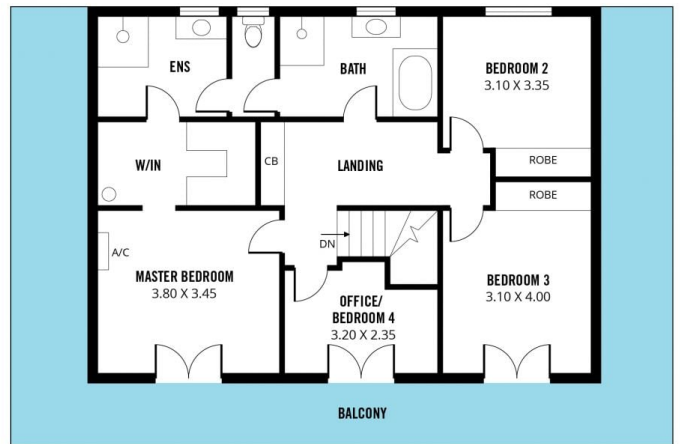 ENS
BATH
BEDROOM 2
3.10 X 3.35
W/IN
CB
LANDING
ROBE
ROBE
A/C
MASTER BEDROOM
3.80 X 3.45
DN
OFFICE/
BEDROOM 4
3.20 X 2.35
BEDROOM 3
3.10 X 4.00
BALCONY